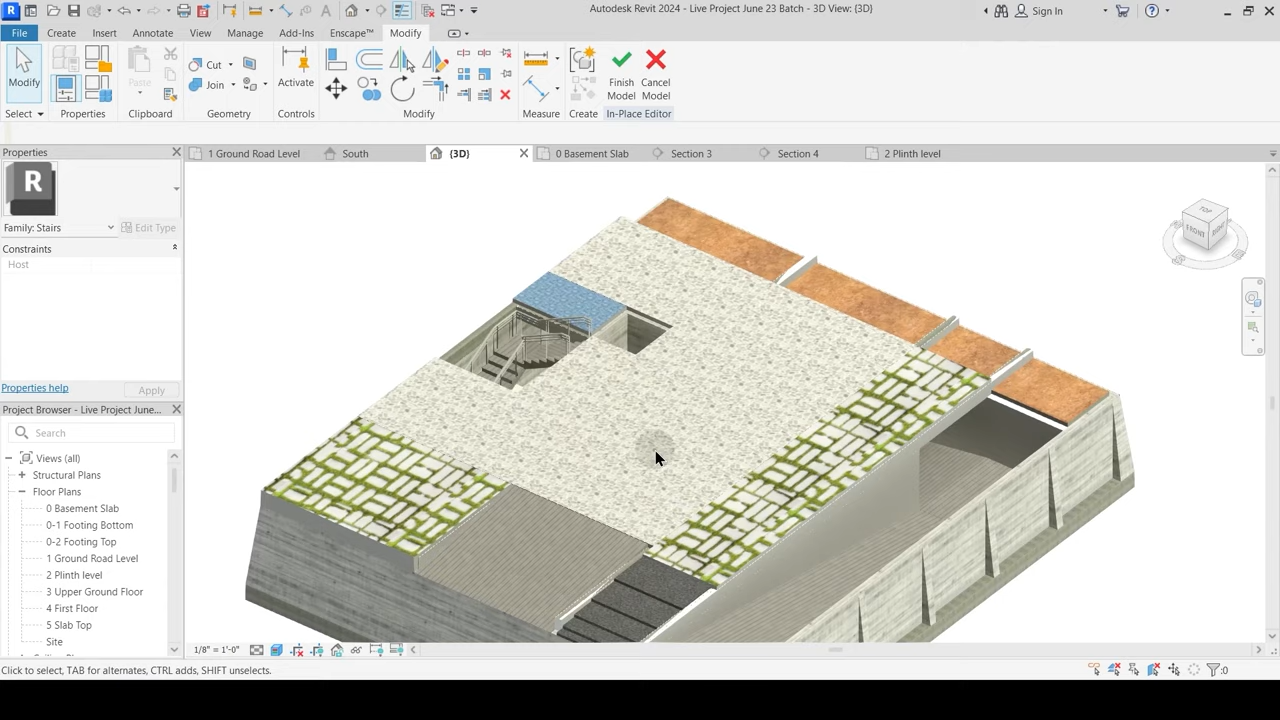 Autodesk Revit 2024 - Live Project June 23 Batch - 3D View: {3D}
Sign In
File
Create
Insert
Annotate
View
Manage
Add-Ins
Enscape™
Modify
Modify
Paste
Cut
Join
Activate
Finish
Model
Cancel
Model
Select
Properties
Clipboard
Geometry
Controls
Modify
Measure
Create
In-Place Editor
Properties
1 Ground Road Level
South
{3D}
0 Basement Slab
Section 3
Section 4
2 Plinth level
R
Family: Stairs
Edit Type
Constraints
Host
Properties help
Apply
Project Browser - Live Project June...
Search
Views (all)
Structural Plans
Floor Plans
0 Basement Slab
0-1 Footing Bottom
0-2 Footing Top
1 Ground Road Level
2 Plinth level
3 Upper Ground Floor
4 First Floor
5 Slab Top
Site
TOP
FRONT
RIGHT
1/8" = 1'-0"
Click to select, TAB for alternates, CTRL adds, SHIFT unselects.
:0